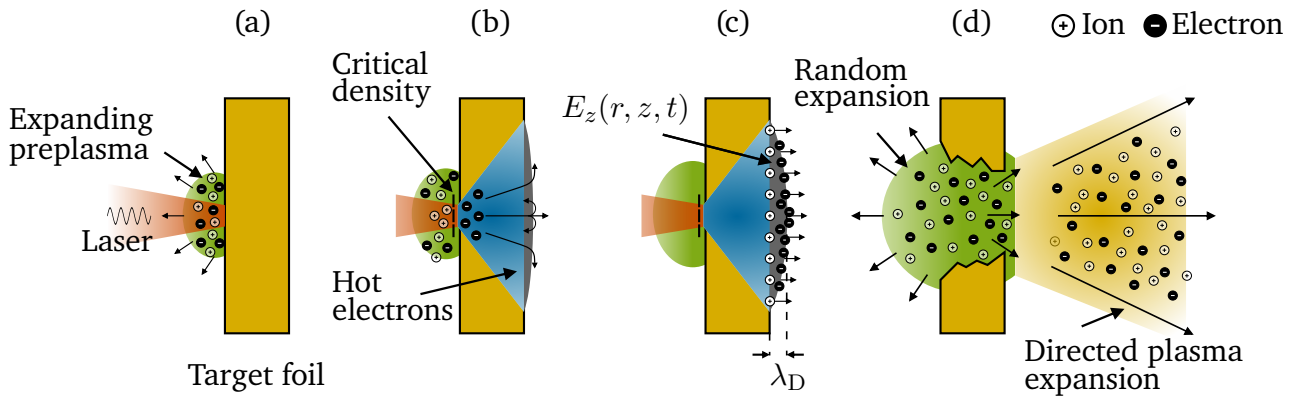 (a)
(b)
(c)
(d)
Ion
Electron
Expanding
preplasma
Laser
Target foil
Critical
density
Hot
electrons
E_z(r, z, t)
λ_D
Random
expansion
Directed plasma
expansion